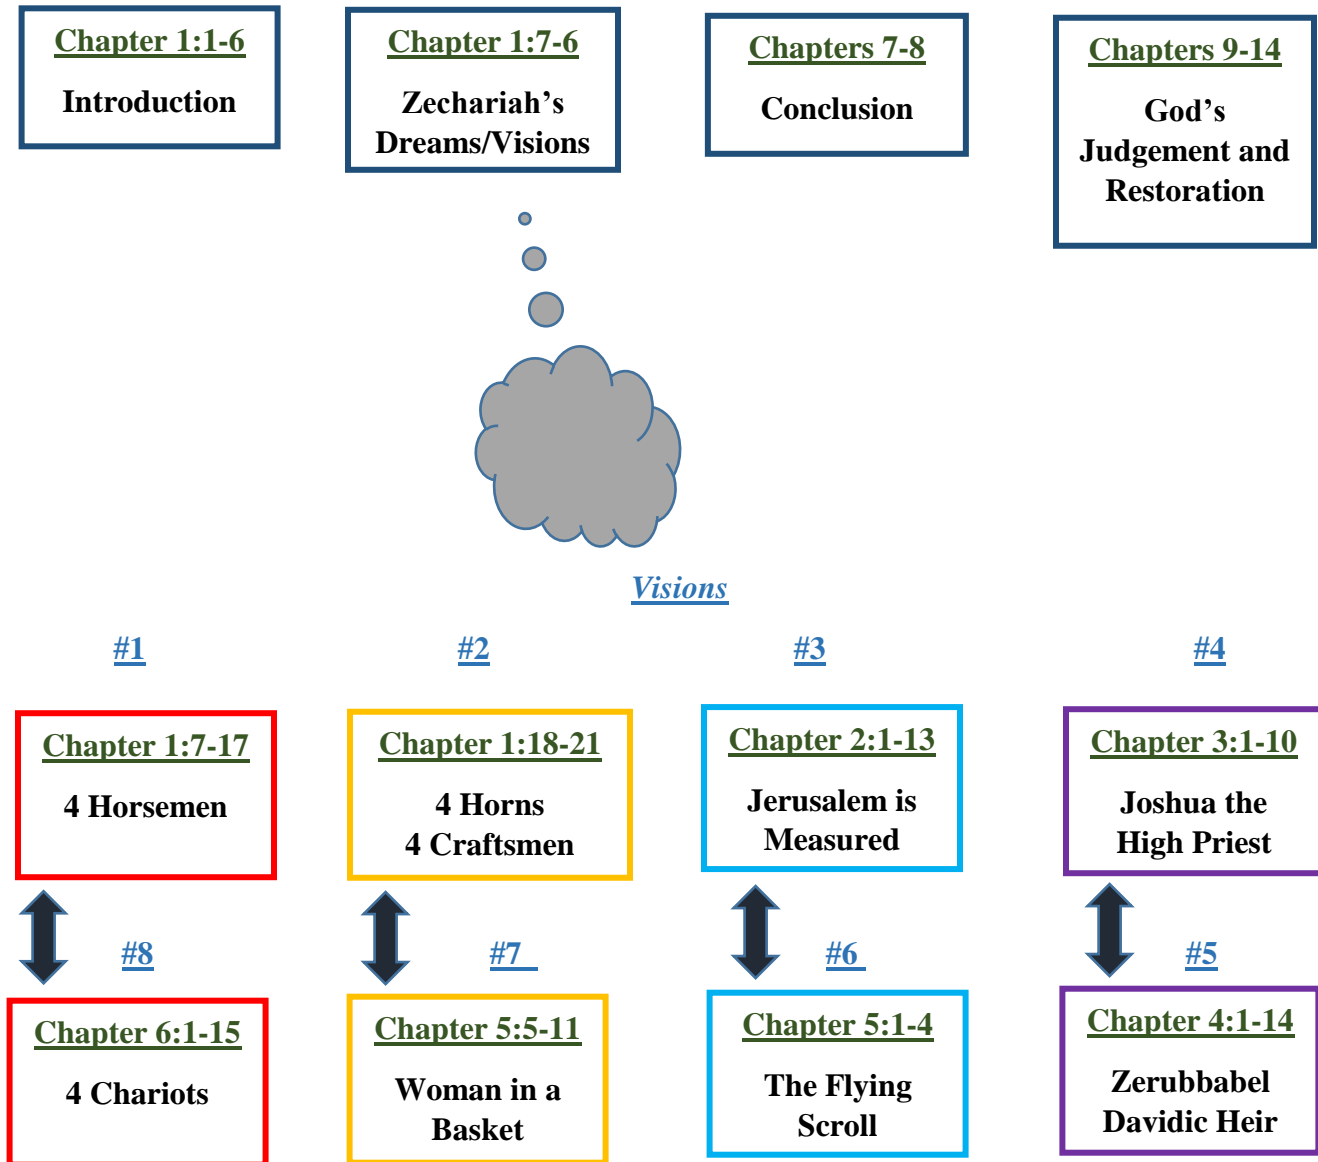 Chapter 1:1-6
Introduction
Chapter 1:7-6
Zechariah’s
Dreams/Visions
Chapters 7-8
Conclusion
Chapters 9-14
God’s
Judgement and
Restoration
Visions
#1
#2
#3
#4
Chapter 1:7-17
4 Horsemen
Chapter 1:18-21
4 Horns
4 Craftsmen
Chapter 2:1-13
Jerusalem is
Measured
Chapter 3:1-10
Joshua the
High Priest
#8
#7
#6
#5
Chapter 6:1-15
4 Chariots
Chapter 5:5-11
Woman in a
Basket
Chapter 5:1-4
The Flying
Scroll
Chapter 4:1-14
Zerubbabel
Davidic Heir